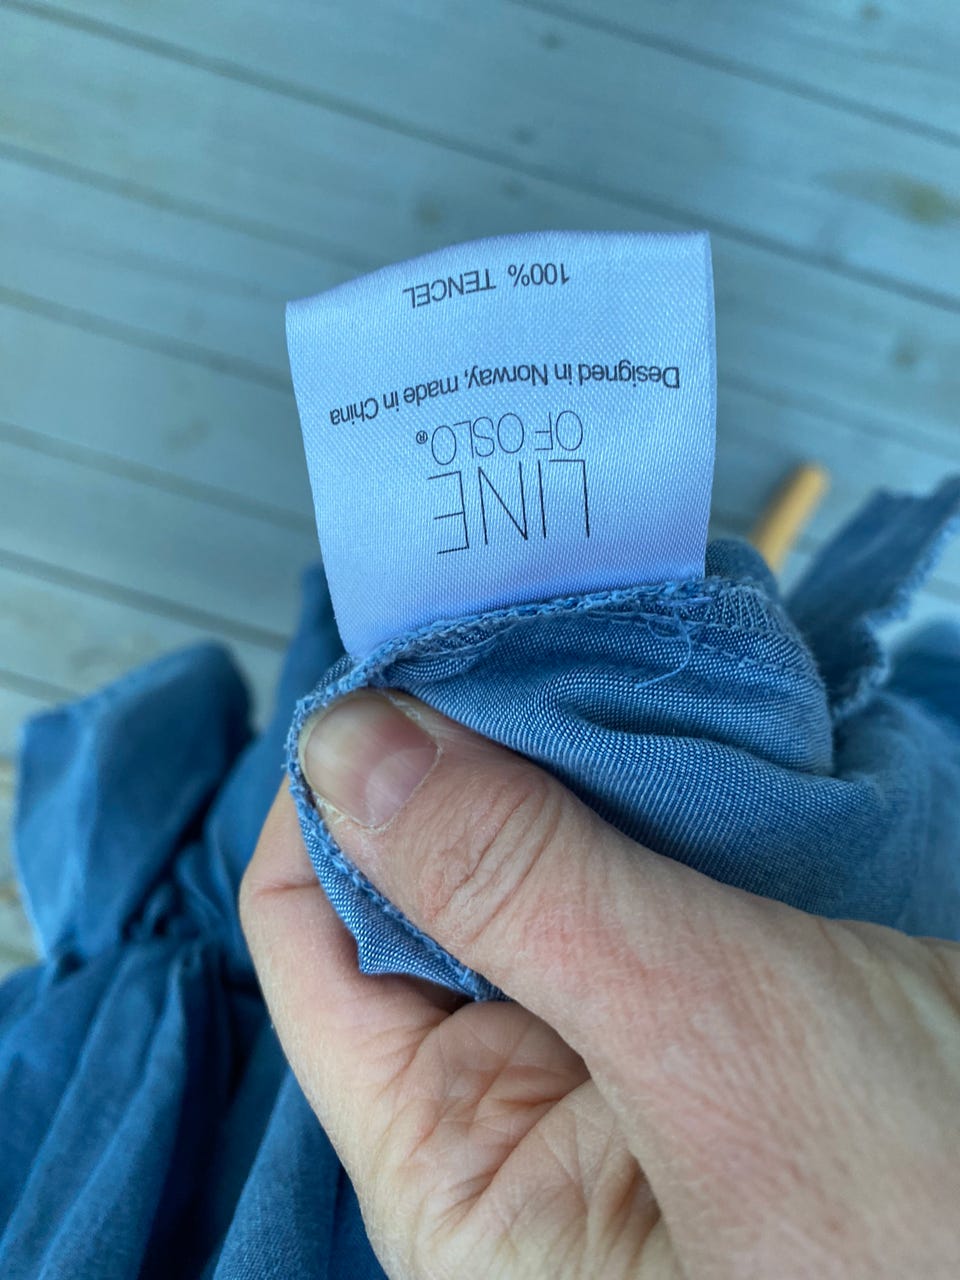 LINE
OF OSLO®
Designed in Norway, made in China
100% TENCEL